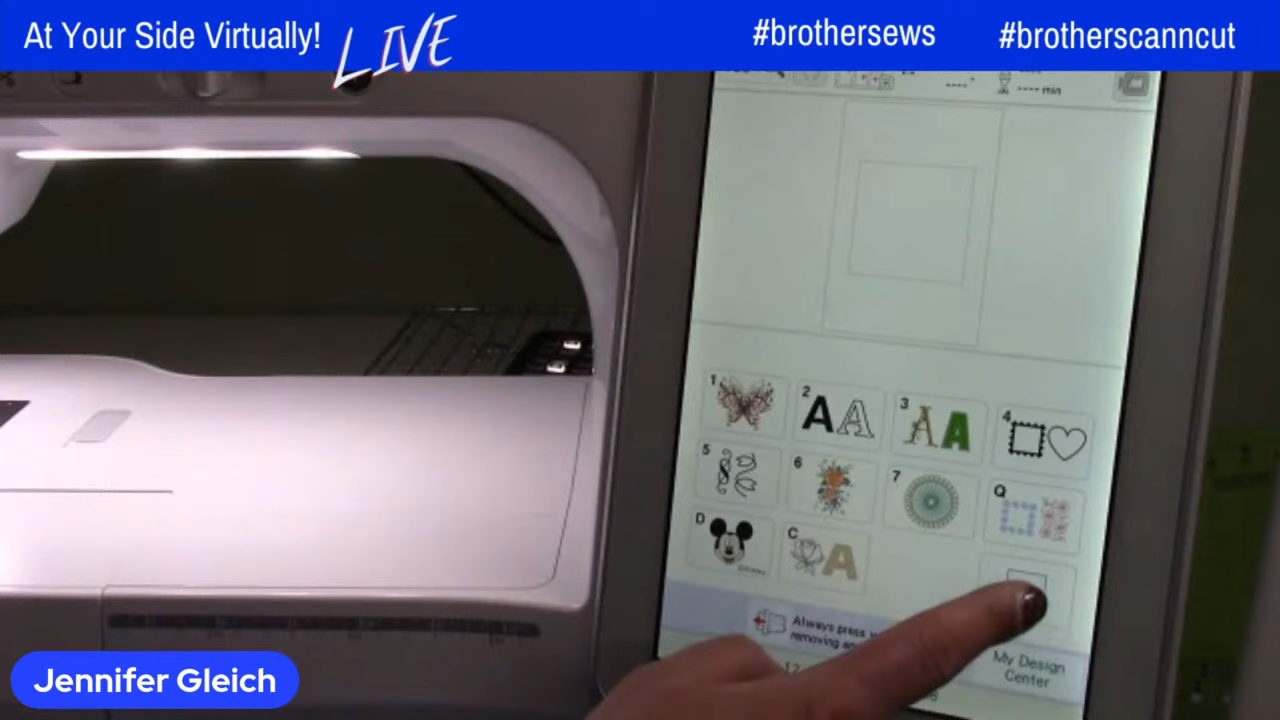 At Your Side Virtually! LIVE
#brothersews
#brotherscanncut
---- min
1
2 AA
3 AA
4
5
6
7
Q
D
C A
Always press
removing
My Design
Center
Jennifer Gleich